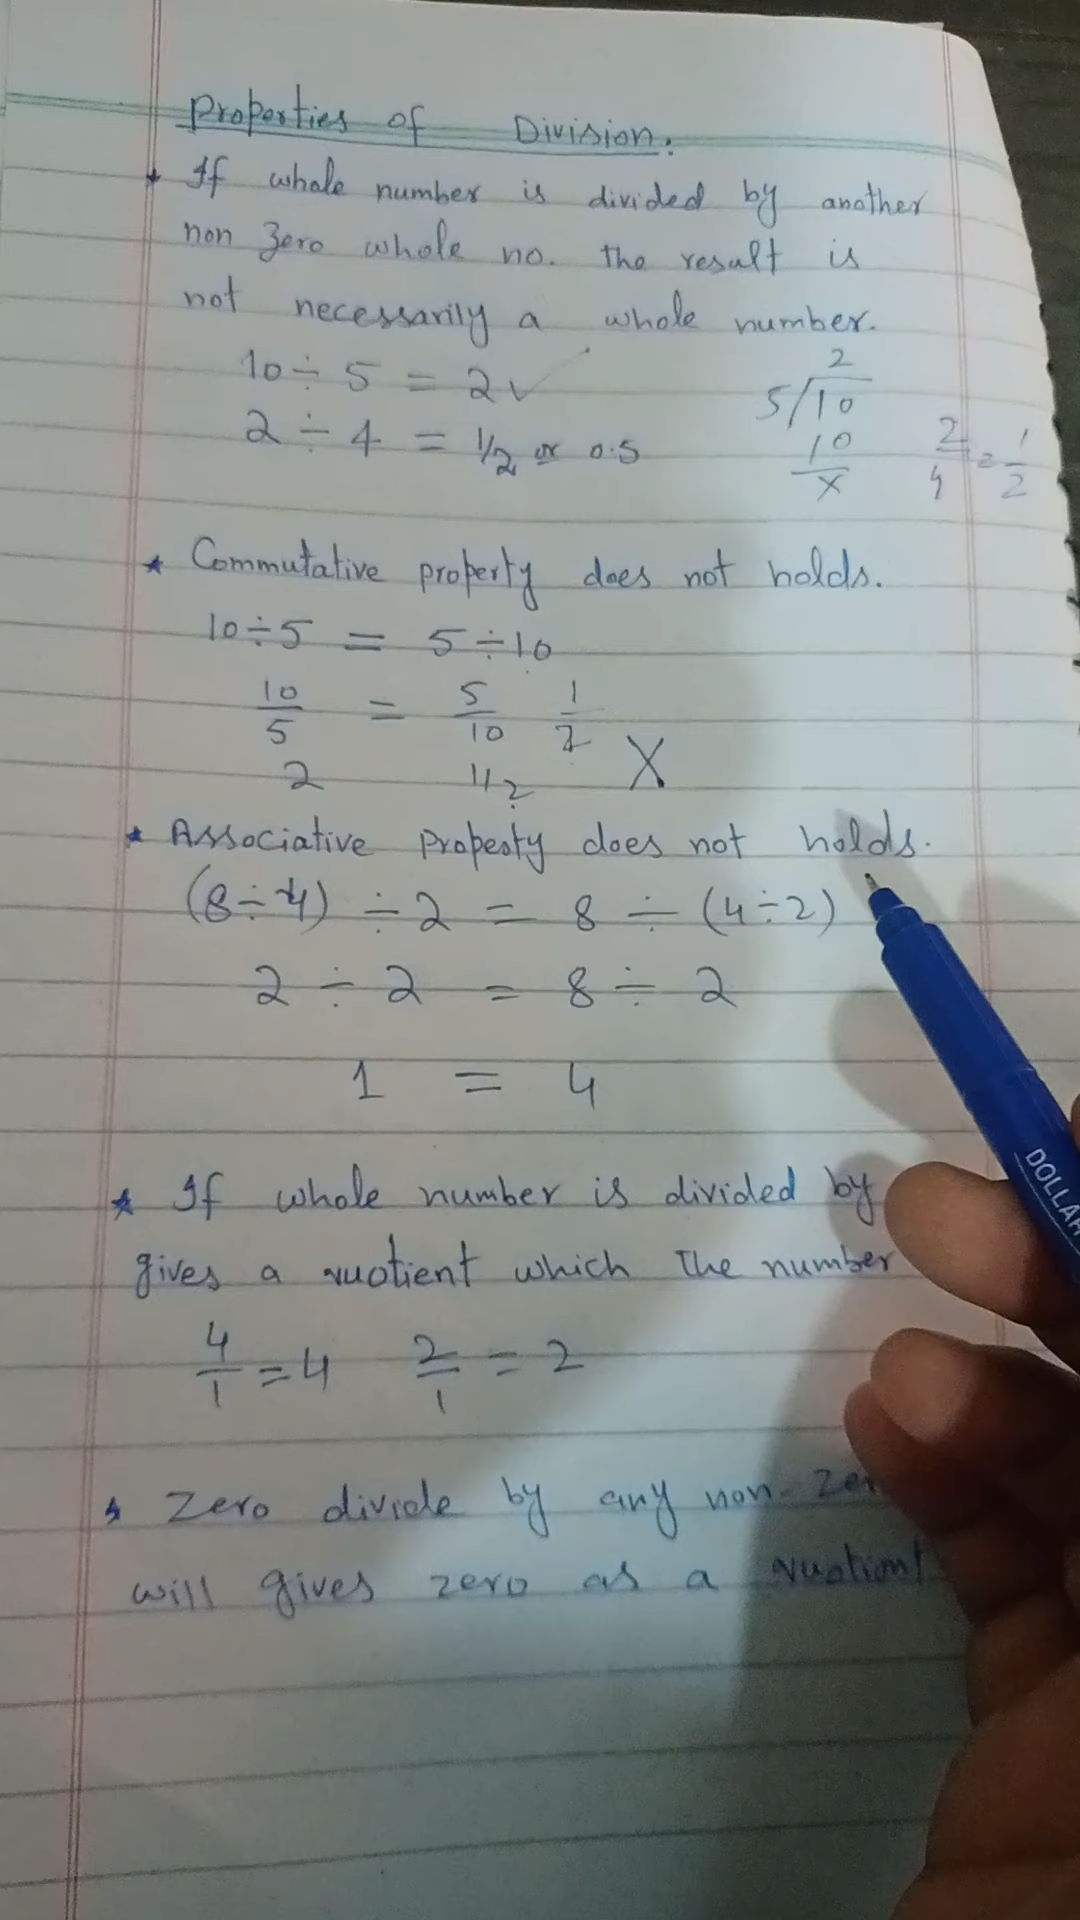 Properties of Division.
* If whole number is divided by another
non zero whole no. the result is
not necessarily a whole number.
10 ÷ 5 = 2 ✓
2 ÷ 4 = 1/2 or 0.5
2
5/10
10
x
2/4 = 1/2
* Commutative property does not holds.
10 ÷ 5 = 5 ÷ 10
10/5 = 5/10 1/2
2 1/2 X
* Associative property does not holds.
(8 ÷ 4) ÷ 2 = 8 ÷ (4 ÷ 2)
2 ÷ 2 = 8 ÷ 2
1 = 4
* If whole number is divided by
gives a quotient which the number
4/1 = 4 2/1 = 2
* Zero divide by any non-
will gives zero as a quotient
DOLLAR